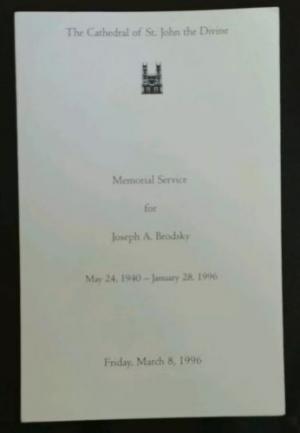 The Cathedral of St. John the Divine
Memorial Service
for
Joseph A. Brodsky
May 24, 1940 – January 28, 1996
Friday, March 8, 1996